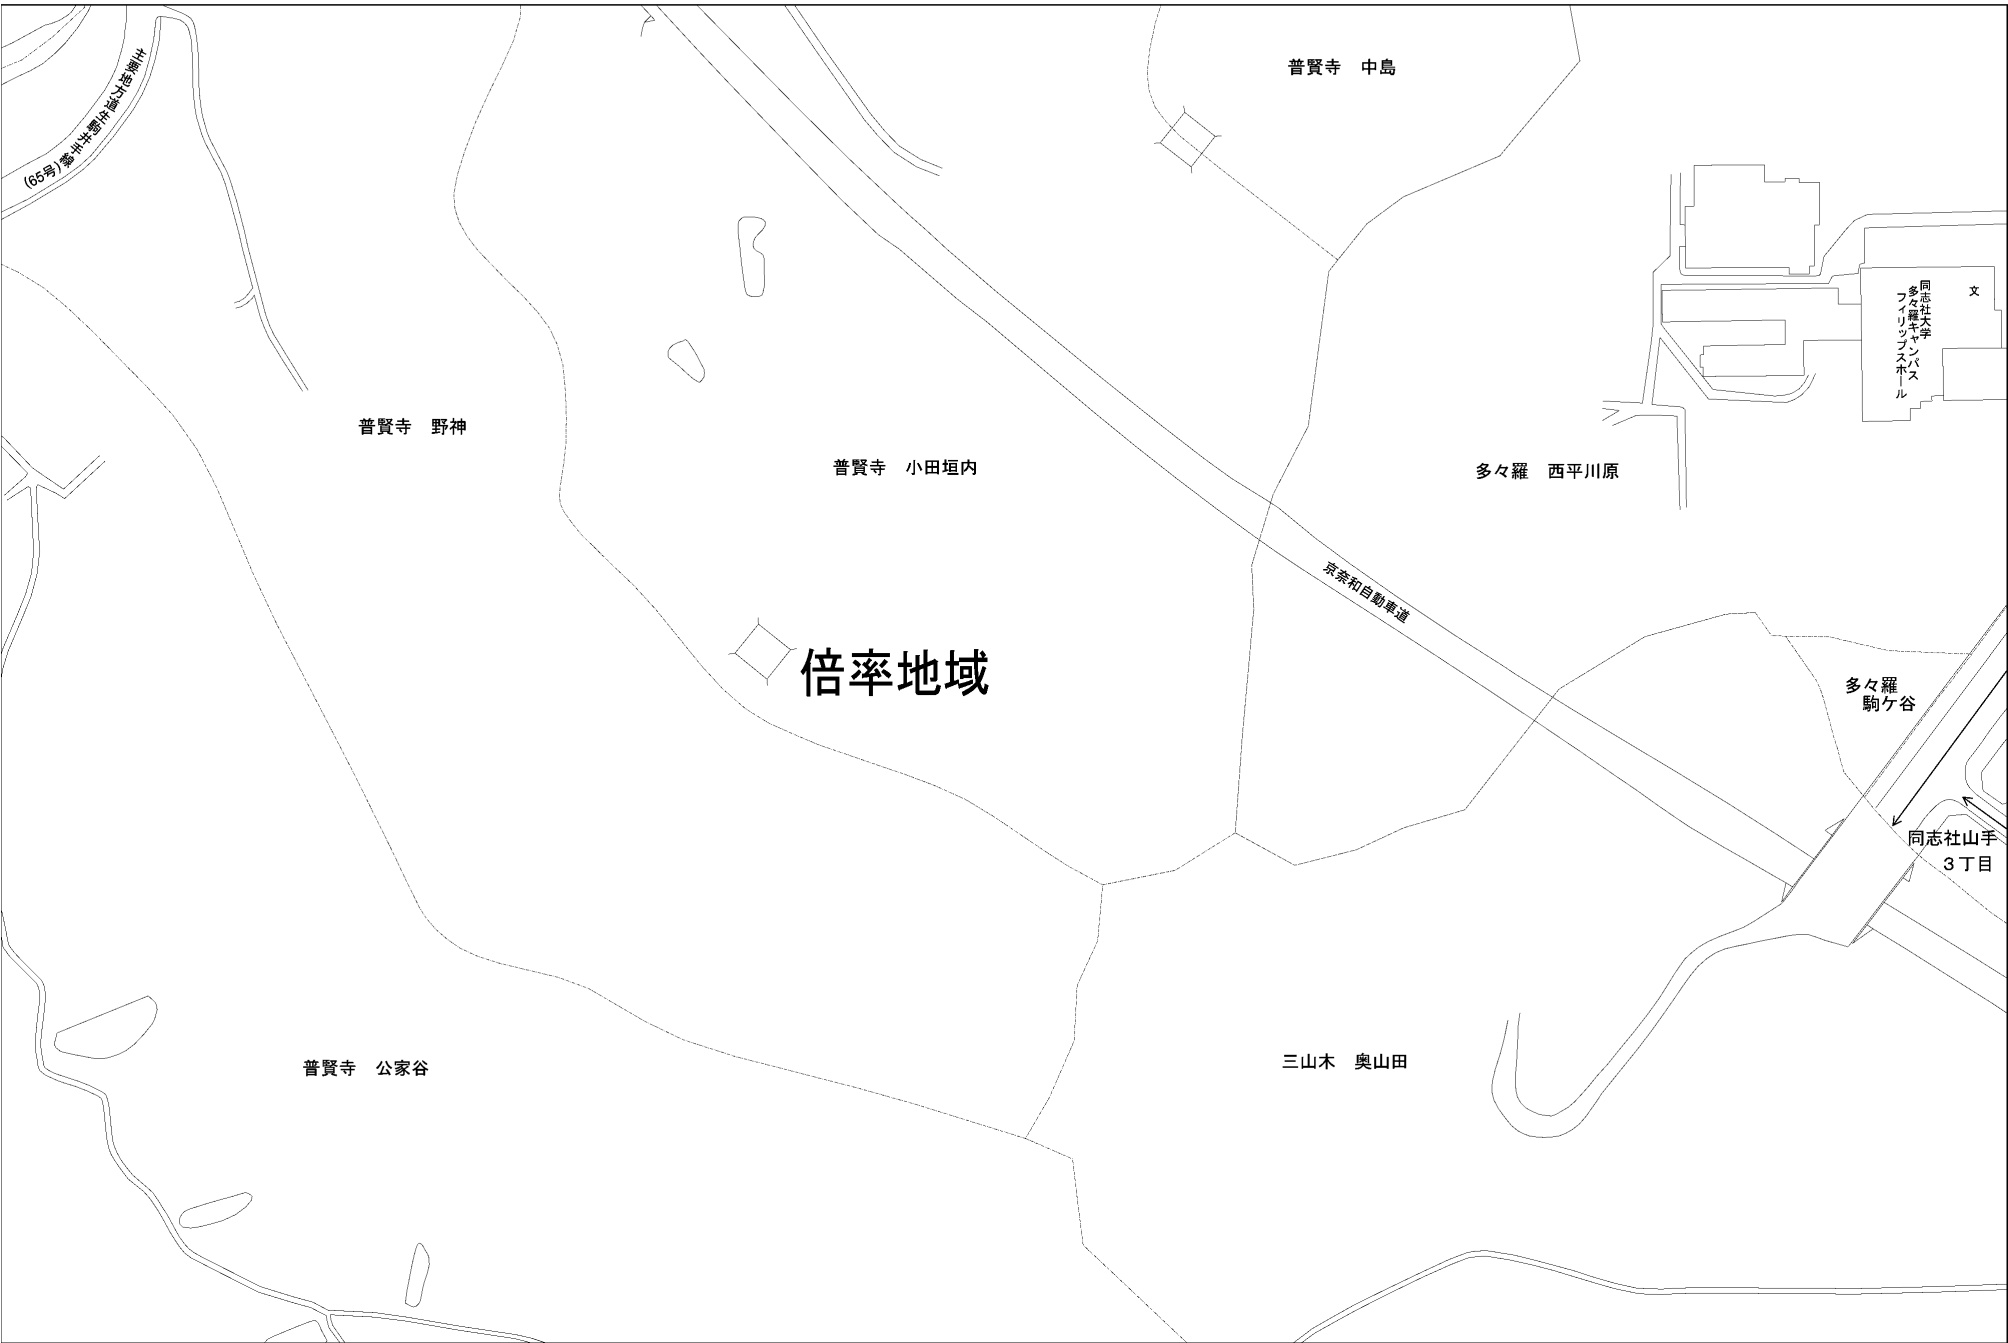 主要地方道生駒井手線
(65号)
普賢寺　中島
同志社大学
多々羅キャンパス
フィリップスホール
文
普賢寺　野神
普賢寺　小田垣内
多々羅　西平川原
京奈和自動車道
倍率地域
多々羅
駒ケ谷
同志社山手
３丁目
普賢寺　公家谷
三山木　奥山田